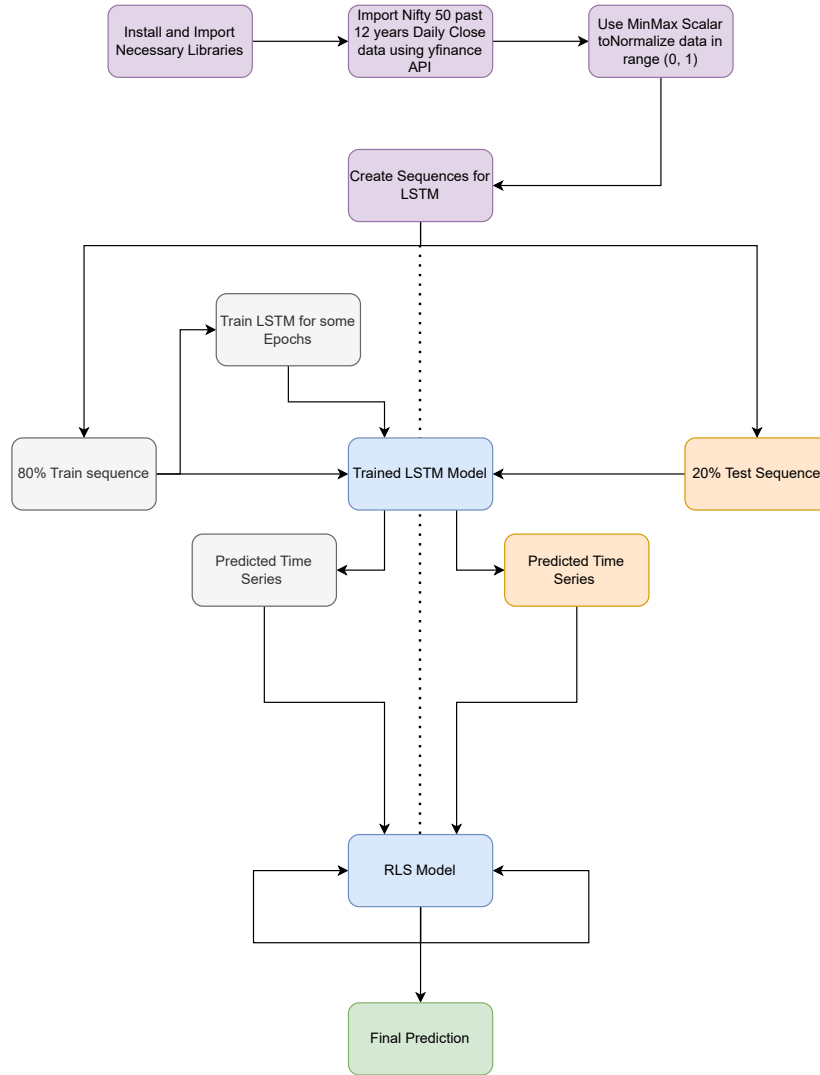 Install and Import
Necessary Libraries
Import Nifty 50 past
12 years Daily Close
data using yfinance
API
Use MinMax Scalar
toNormalize data in
range (0, 1)
Create Sequences for
LSTM
Train LSTM for some
Epochs
80% Train sequence
Trained LSTM Model
20% Test Sequence
Predicted Time
Series
Predicted Time
Series
RLS Model
Final Prediction